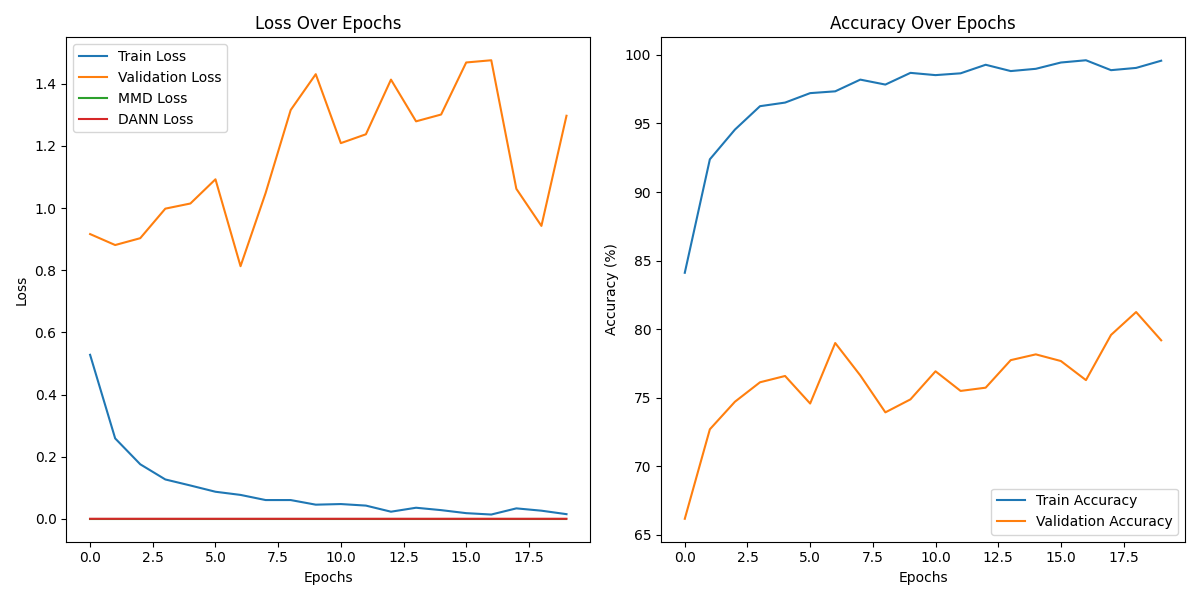 Loss Over Epochs
Train Loss
Validation Loss
MMD Loss
DANN Loss
1.4
1.2
1.0
0.8
0.6
0.4
0.2
0.0
Loss
0.0 2.5 5.0 7.5 10.0 12.5 15.0 17.5
Epochs
Accuracy Over Epochs
100
95
90
85
80
75
70
65
Accuracy (%)
Train Accuracy
Validation Accuracy
0.0 2.5 5.0 7.5 10.0 12.5 15.0 17.5
Epochs